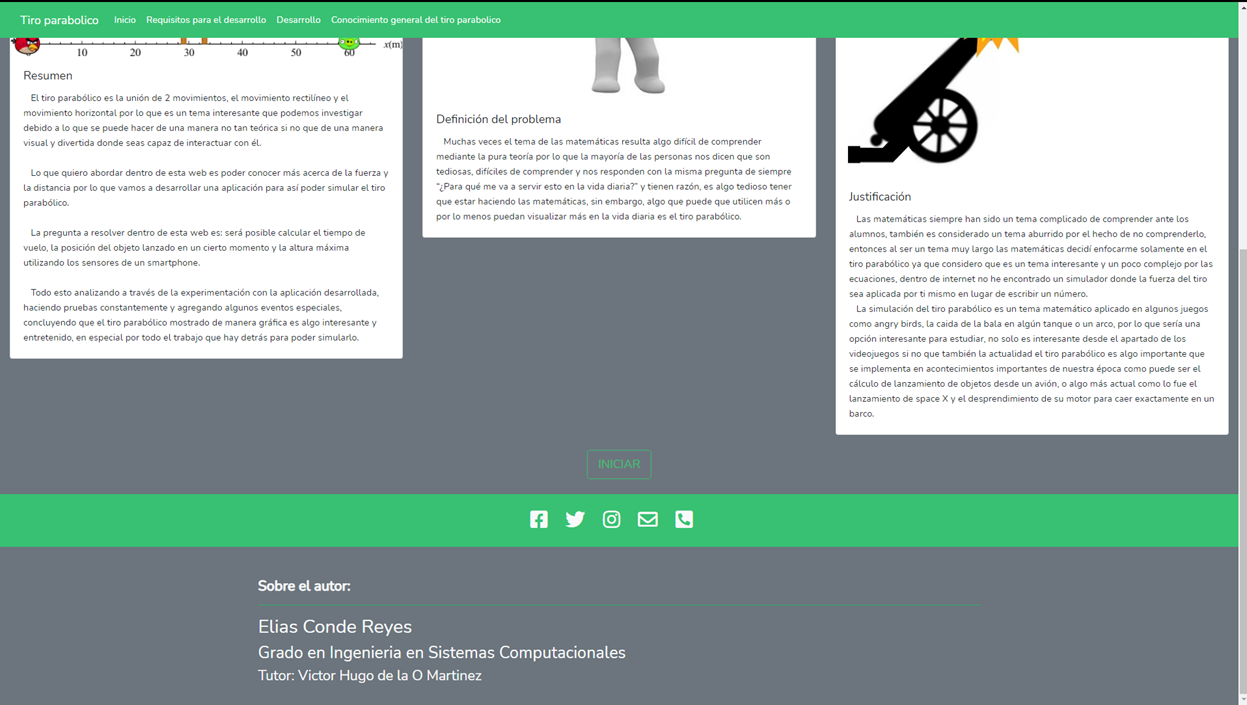 Tiro parabolico Inicio Requisitos para el desarrollo Desarrollo Conocimiento general del tiro parabolico
10 20 30 40 50 60 x(m)
Resumen
El tiro parabólico es la unión de 2 movimientos, el movimiento rectilíneo y el
movimiento horizontal por lo que es un tema interesante que podemos investigar
debido a lo que se puede hacer de una manera no tan teórica si no que de una manera
visual y divertida donde seas capaz de interactuar con él.
Lo que quiero abordar dentro de esta web es poder conocer más acerca de la fuerza y
la distancia por lo que vamos a desarrollar una aplicación para así poder simular el tiro
parabólico.
La pregunta a resolver dentro de esta web es: será posible calcular el tiempo de
vuelo, la posición del objeto lanzado en un cierto momento y la altura máxima
utilizando los sensores de un smartphone.
Todo esto analizando a través de la experimentación con la aplicación desarrollada,
haciendo pruebas constantemente y agregando algunos eventos especiales,
concluyendo que el tiro parabólico mostrado de manera gráfica es algo interesante y
entretenido, en especial por todo el trabajo que hay detrás para poder simularlo.
Definición del problema
Muchas veces el tema de las matemáticas resulta algo difícil de comprender
mediante la pura teoría por lo que la mayoría de las personas nos dicen que son
tediosas, difíciles de comprender y nos responden con la misma pregunta de siempre
“¿Para qué me va a servir esto en la vida diaria?” y tienen razón, es algo tedioso tener
que estar haciendo las matemáticas, sin embargo, algo que puede que utilicen más o
por lo menos puedan visualizar más en la vida diaria es el tiro parabólico.
Justificación
Las matemáticas siempre han sido un tema complicado de comprender ante los
alumnos, también es considerado un tema aburrido por el hecho de no comprenderlo,
entonces al ser un tema muy largo las matemáticas decidí enfocarme solamente en el
tiro parabólico ya que considero que es un tema interesante y un poco complejo por las
ecuaciones, dentro de internet no he encontrado un simulador donde la fuerza del tiro
sea aplicada por ti mismo en lugar de escribir un número.
La simulación del tiro parabólico es un tema matemático aplicado en algunos juegos
como angry birds, la caida de la bala en algún tanque o un arco, por lo que sería una
opción interesante para estudiar, no solo es interesante desde el apartado de los
videojuegos si no que también la actualidad el tiro parabólico es algo importante que
se implementa en acontecimientos importantes de nuestra época como puede ser el
cálculo de lanzamiento de objetos desde un avión, o algo más actual como lo fue el
lanzamiento de space X y el desprendimiento de su motor para caer exactamente en un
barco.
INICIAR
Sobre el autor:
Elias Conde Reyes
Grado en Ingenieria en Sistemas Computacionales
Tutor: Victor Hugo de la O Martinez